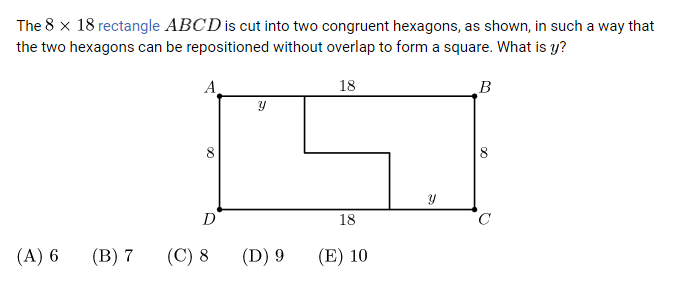 The 8 × 18 rectangle ABCD is cut into two congruent hexagons, as shown, in such a way that
the two hexagons can be repositioned without overlap to form a square. What is y?
A 18 B
y
8 8
y
D 18 C
(A) 6 (B) 7 (C) 8 (D) 9 (E) 10